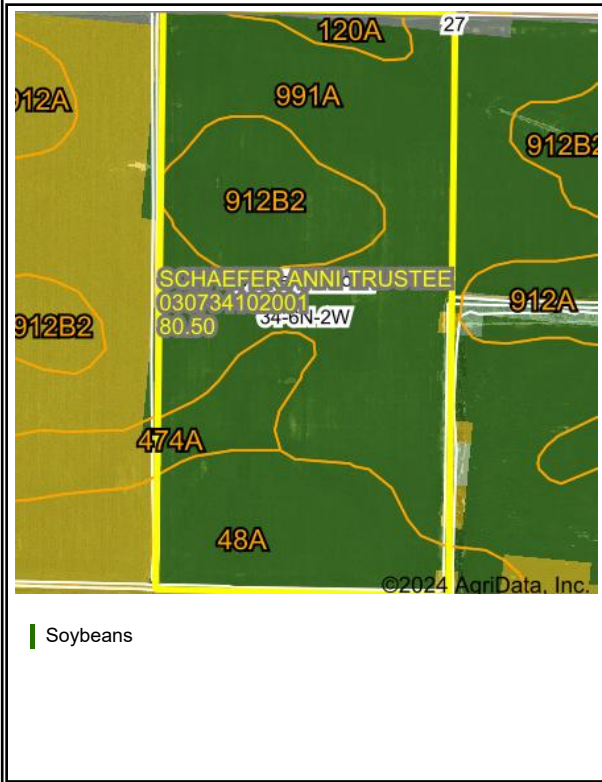 120A
27
912A
991A
912B2
912B2
SCHAEFER ANNI TRUSTEE
030734102001
80.50
34-6N-2W
912A
912B2
474A
48A
©2024 AgriData, Inc.
Soybeans